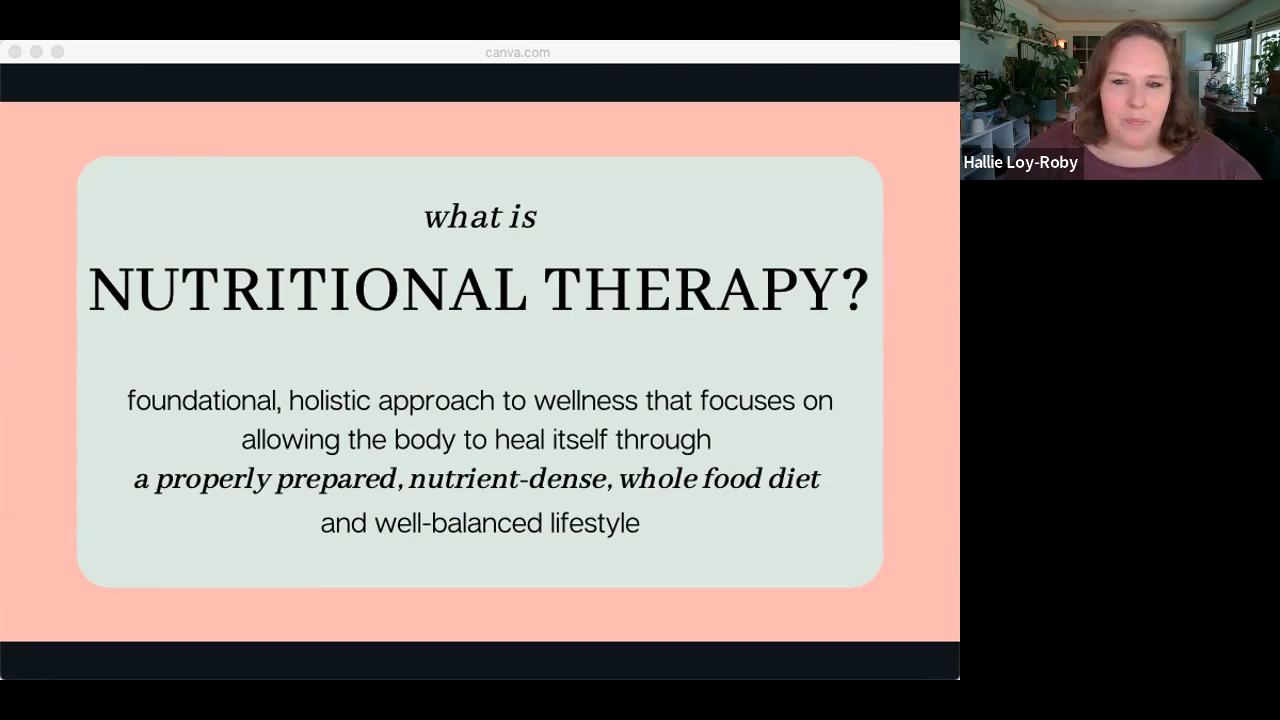 canva.com
what is
NUTRITIONAL THERAPY?
foundational, holistic approach to wellness that focuses on
allowing the body to heal itself through
a properly prepared, nutrient-dense, whole food diet
and well-balanced lifestyle
Hallie Loy-Roby